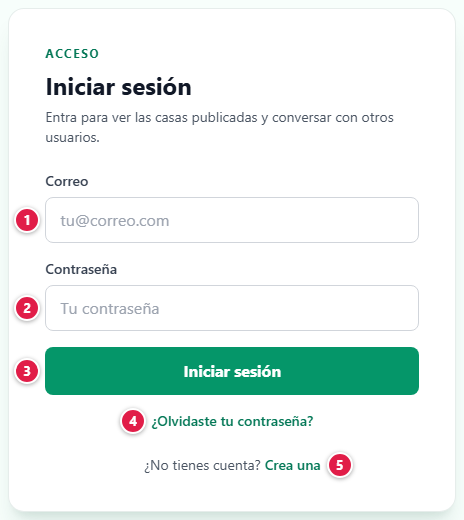 ACCESO
Iniciar sesión
Entra para ver las casas publicadas y conversar con otros
usuarios.
Correo
1 tu@correo.com
Contraseña
2 Tu contraseña
3 Iniciar sesión
4 ¿Olvidaste tu contraseña?
¿No tienes cuenta? Crea una 5